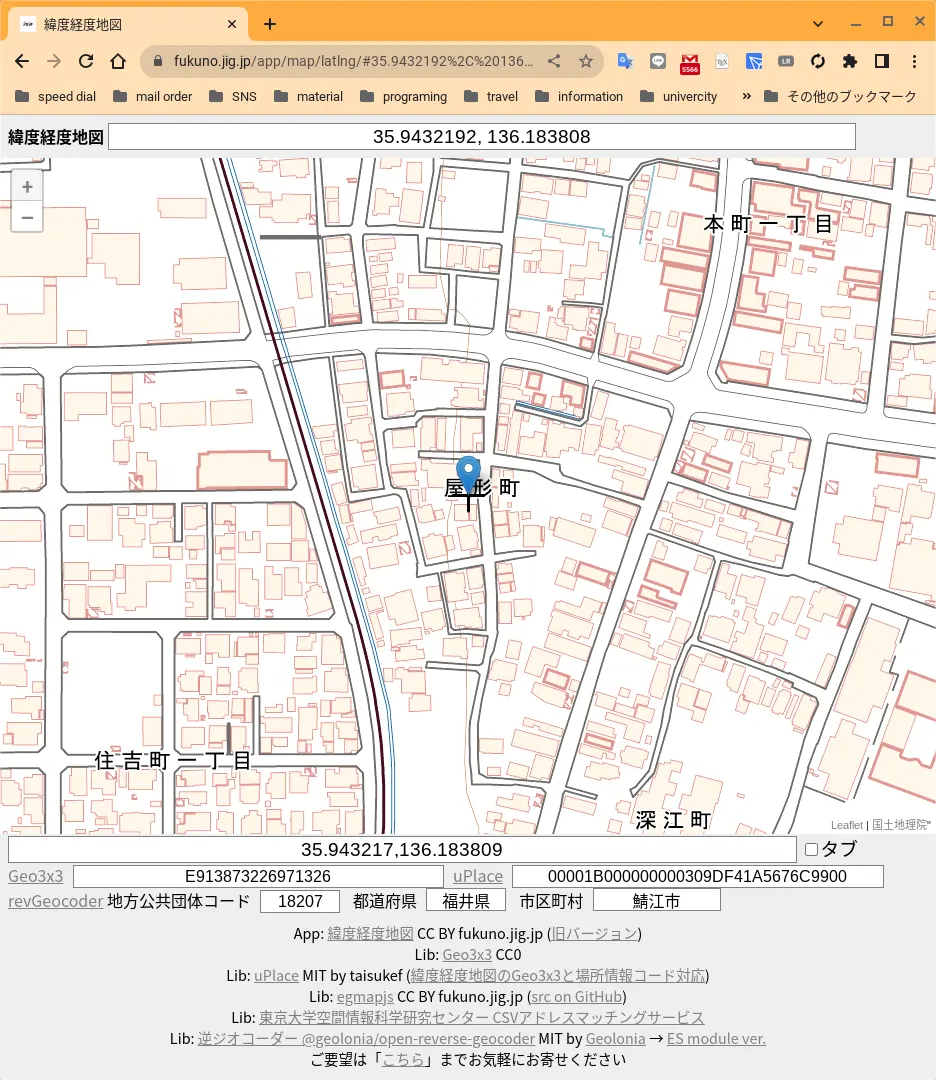 緯度経度地図
fukuno.jig.jp/app/map/latlng/#35.9432192%2C%20136...
5566
LR
speed dial mail order SNS material programing travel information univercity » その他のブックマーク
緯度経度地図 35.9432192, 136.183808
+
−
本町一丁目
屋形町
住吉町一丁目
深江町
Leaflet | 国土地理院"
35.943217,136.183809 タブ
Geo3x3 E913873226971326 uPlace 00001B000000000309DF41A5676C9900
revGeocoder 地方公共団体コード 18207 都道府県 福井県 市区町村 鯖江市
App: 緯度経度地図 CC BY fukuno.jig.jp (旧バージョン)
Lib: Geo3x3 CC0
Lib: uPlace MIT by taisukef (緯度経度地図のGeo3x3と場所情報コード対応)
Lib: egmapjs CC BY fukuno.jig.jp (src on GitHub)
Lib: 東京大学空間情報科学研究センター CSVアドレスマッチングサービス
Lib: 逆ジオコーダー @geolonia/open-reverse-geocoder MIT by Geolonia → ES module ver.
ご要望は「こちら」までお気軽にお寄せください